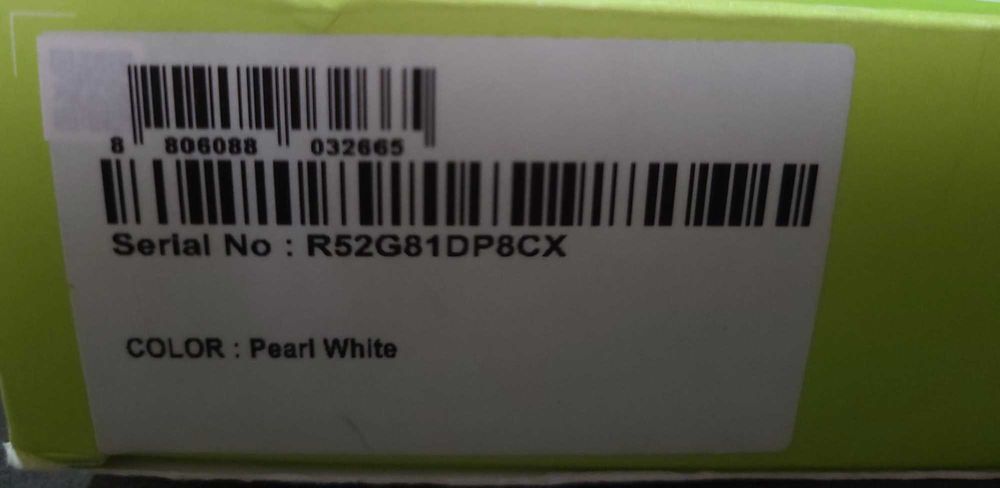 8 806088 032665
Serial No : R52G81DP8CX
COLOR : Pearl White